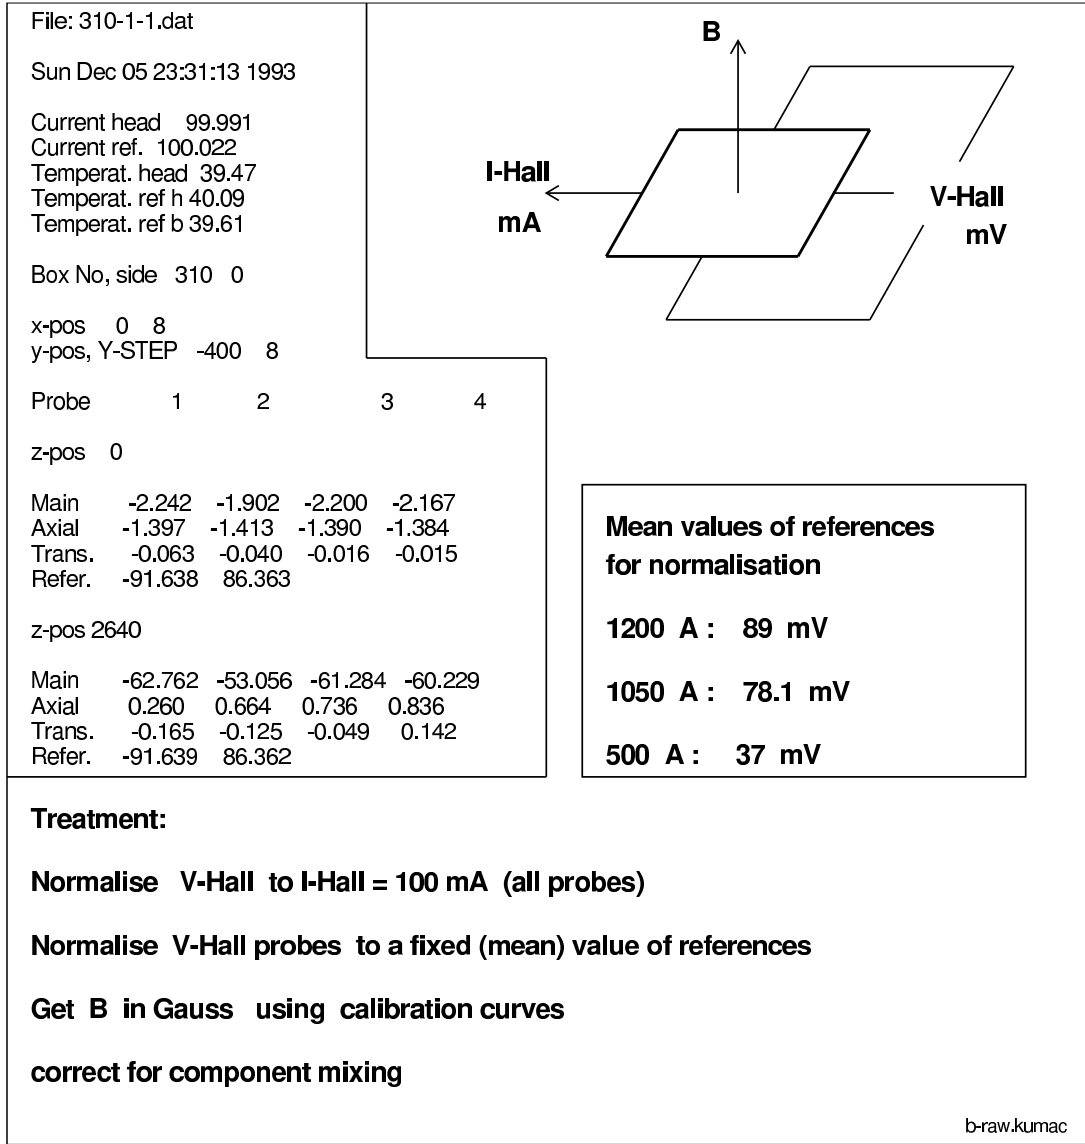 File: 310-1-1.dat
Sun Dec 05 23:31:13 1993
Current head 99.991
Current ref. 100.022
Temperat. head 39.47
Temperat. ref h 40.09
Temperat. ref b 39.61
Box No, side 310 0
x-pos 0 8
y-pos, Y-STEP -400 8
Probe 1 2 3 4
z-pos 0
Main -2.242 -1.902 -2.200 -2.167
Axial -1.397 -1.413 -1.390 -1.384
Trans. -0.063 -0.040 -0.016 -0.015
Refer. -91.638 86.363
z-pos 2640
Main -62.762 -53.056 -61.284 -60.229
Axial 0.260 0.664 0.736 0.836
Trans. -0.165 -0.125 -0.049 0.142
Refer. -91.639 86.362
B
I-Hall
mA
V-Hall
mV
Mean values of references
for normalisation
1200 A : 89 mV
1050 A : 78.1 mV
500 A : 37 mV
Treatment:
Normalise V-Hall to I-Hall = 100 mA (all probes)
Normalise V-Hall probes to a fixed (mean) value of references
Get B in Gauss using calibration curves
correct for component mixing
b-raw.kumac